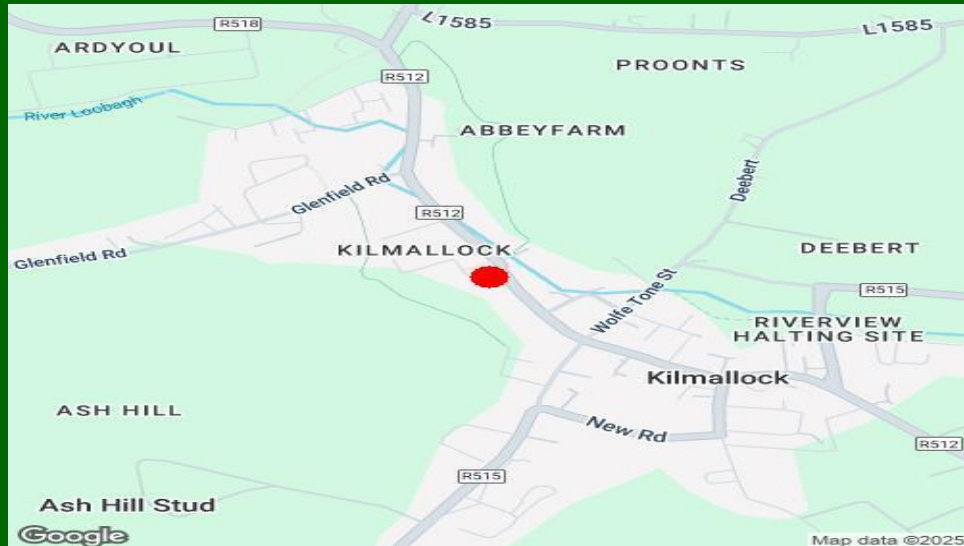 R518
L1585
L1585
ARDYOUL
PROONTS
R512
River Loobagh
ABBEYFARM
Glenfield Rd
Deebert
R512
KILMALLOCK
DEEBERT
Glenfield Rd
R515
Wolfe Tone St
RIVERVIEW
HALTING SITE
Kilmallock
ASH HILL
New Rd
R512
R515
Ash Hill Stud
Google
Map data ©2025